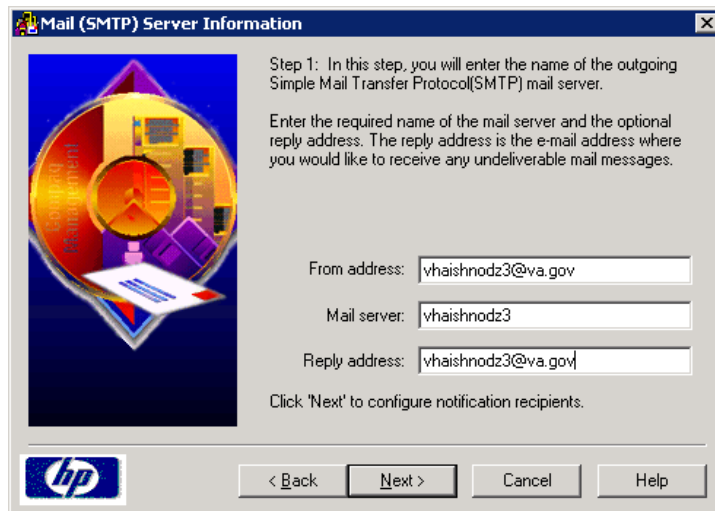 Mail (SMTP) Server Information
Step 1: In this step, you will enter the name of the outgoing
Simple Mail Transfer Protocol(SMTP) mail server.
Enter the required name of the mail server and the optional
reply address. The reply address is the e-mail address where
you would like to receive any undeliverable mail messages.
Compaq
Management
From address: vhaishnodz3@va.gov
Mail server: vhaishnodz3
Reply address: vhaishnodz3@va.gov
Click 'Next' to configure notification recipients.
hp
< Back Next > Cancel Help